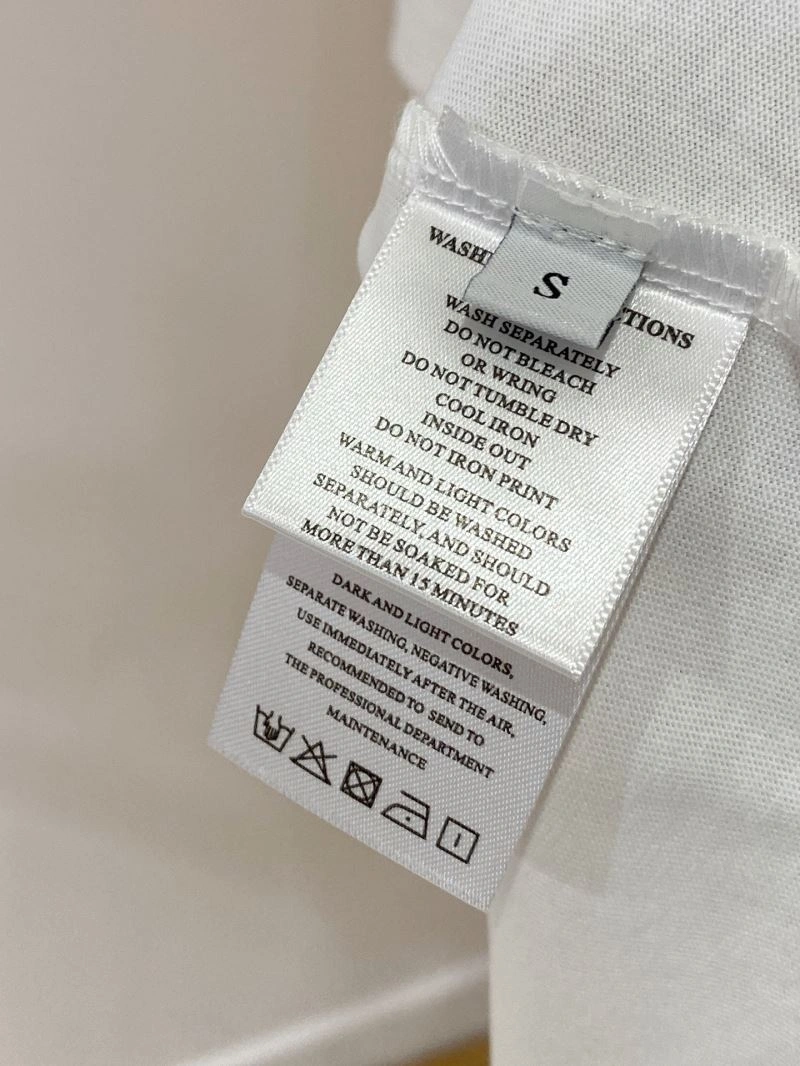 S
WASH
CTIONS
WASH SEPARATELY
DO NOT BLEACH
OR WRING
DO NOT TUMBLE DRY
COOL IRON
INSIDE OUT
DO NOT IRON PRINT
WARM AND LIGHT COLORS
SHOULD BE WASHED
SEPARATELY, AND SHOULD
NOT BE SOAKED FOR
MORE THAN 15 MINUTES
DARK AND LIGHT COLORS,
SEPARATE WASHING, NEGATIVE WASHING,
USE IMMEDIATELY AFTER THE AIR,
RECOMMENDED TO SEND TO
THE PROFESSIONAL DEPARTMENT
MAINTENANCE